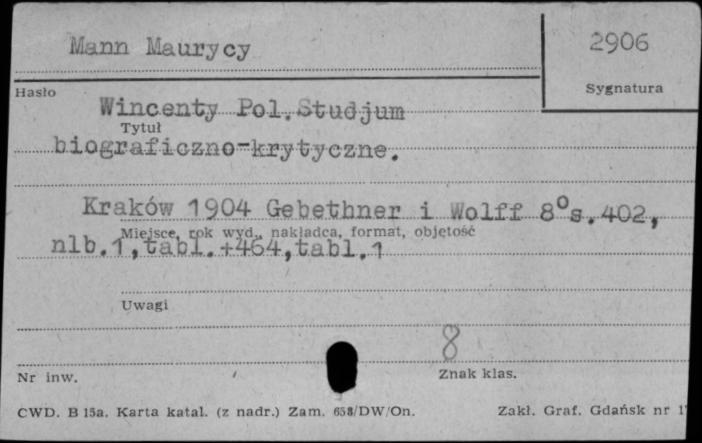 Mann Maurycy
2906
Hasło
Sygnatura
Wincenty Pol. Studjum
Tytuł
biograficzno-krytyczne.
Kraków 1904 Gebethner i Wolff 8° s. 402,
Miejsce, rok wyd., nakładca, format, objętość
nlb.1, tabl.+464, tabl.1
Uwagi
8
Nr inw.
Znak klas.
CWD. B 15a. Karta katal. (z nadr.) Zam. 658/DW/On.
Zakł. Graf. Gdańsk nr